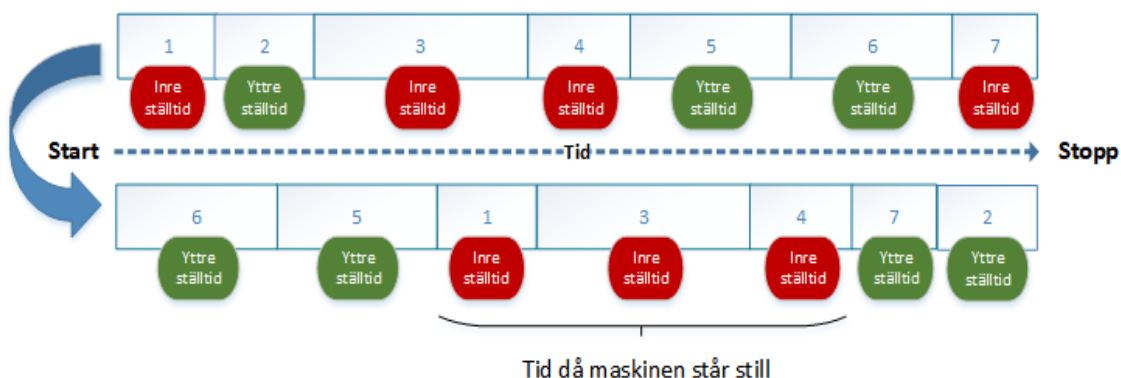 1 2 3 4 5 6 7
Inre ställtid Yttre ställtid Inre ställtid Inre ställtid Yttre ställtid Yttre ställtid Inre ställtid
Start Tid Stopp
6 5 1 3 4 7 2
Yttre ställtid Yttre ställtid Inre ställtid Inre ställtid Inre ställtid Yttre ställtid Yttre ställtid
Tid då maskinen står still